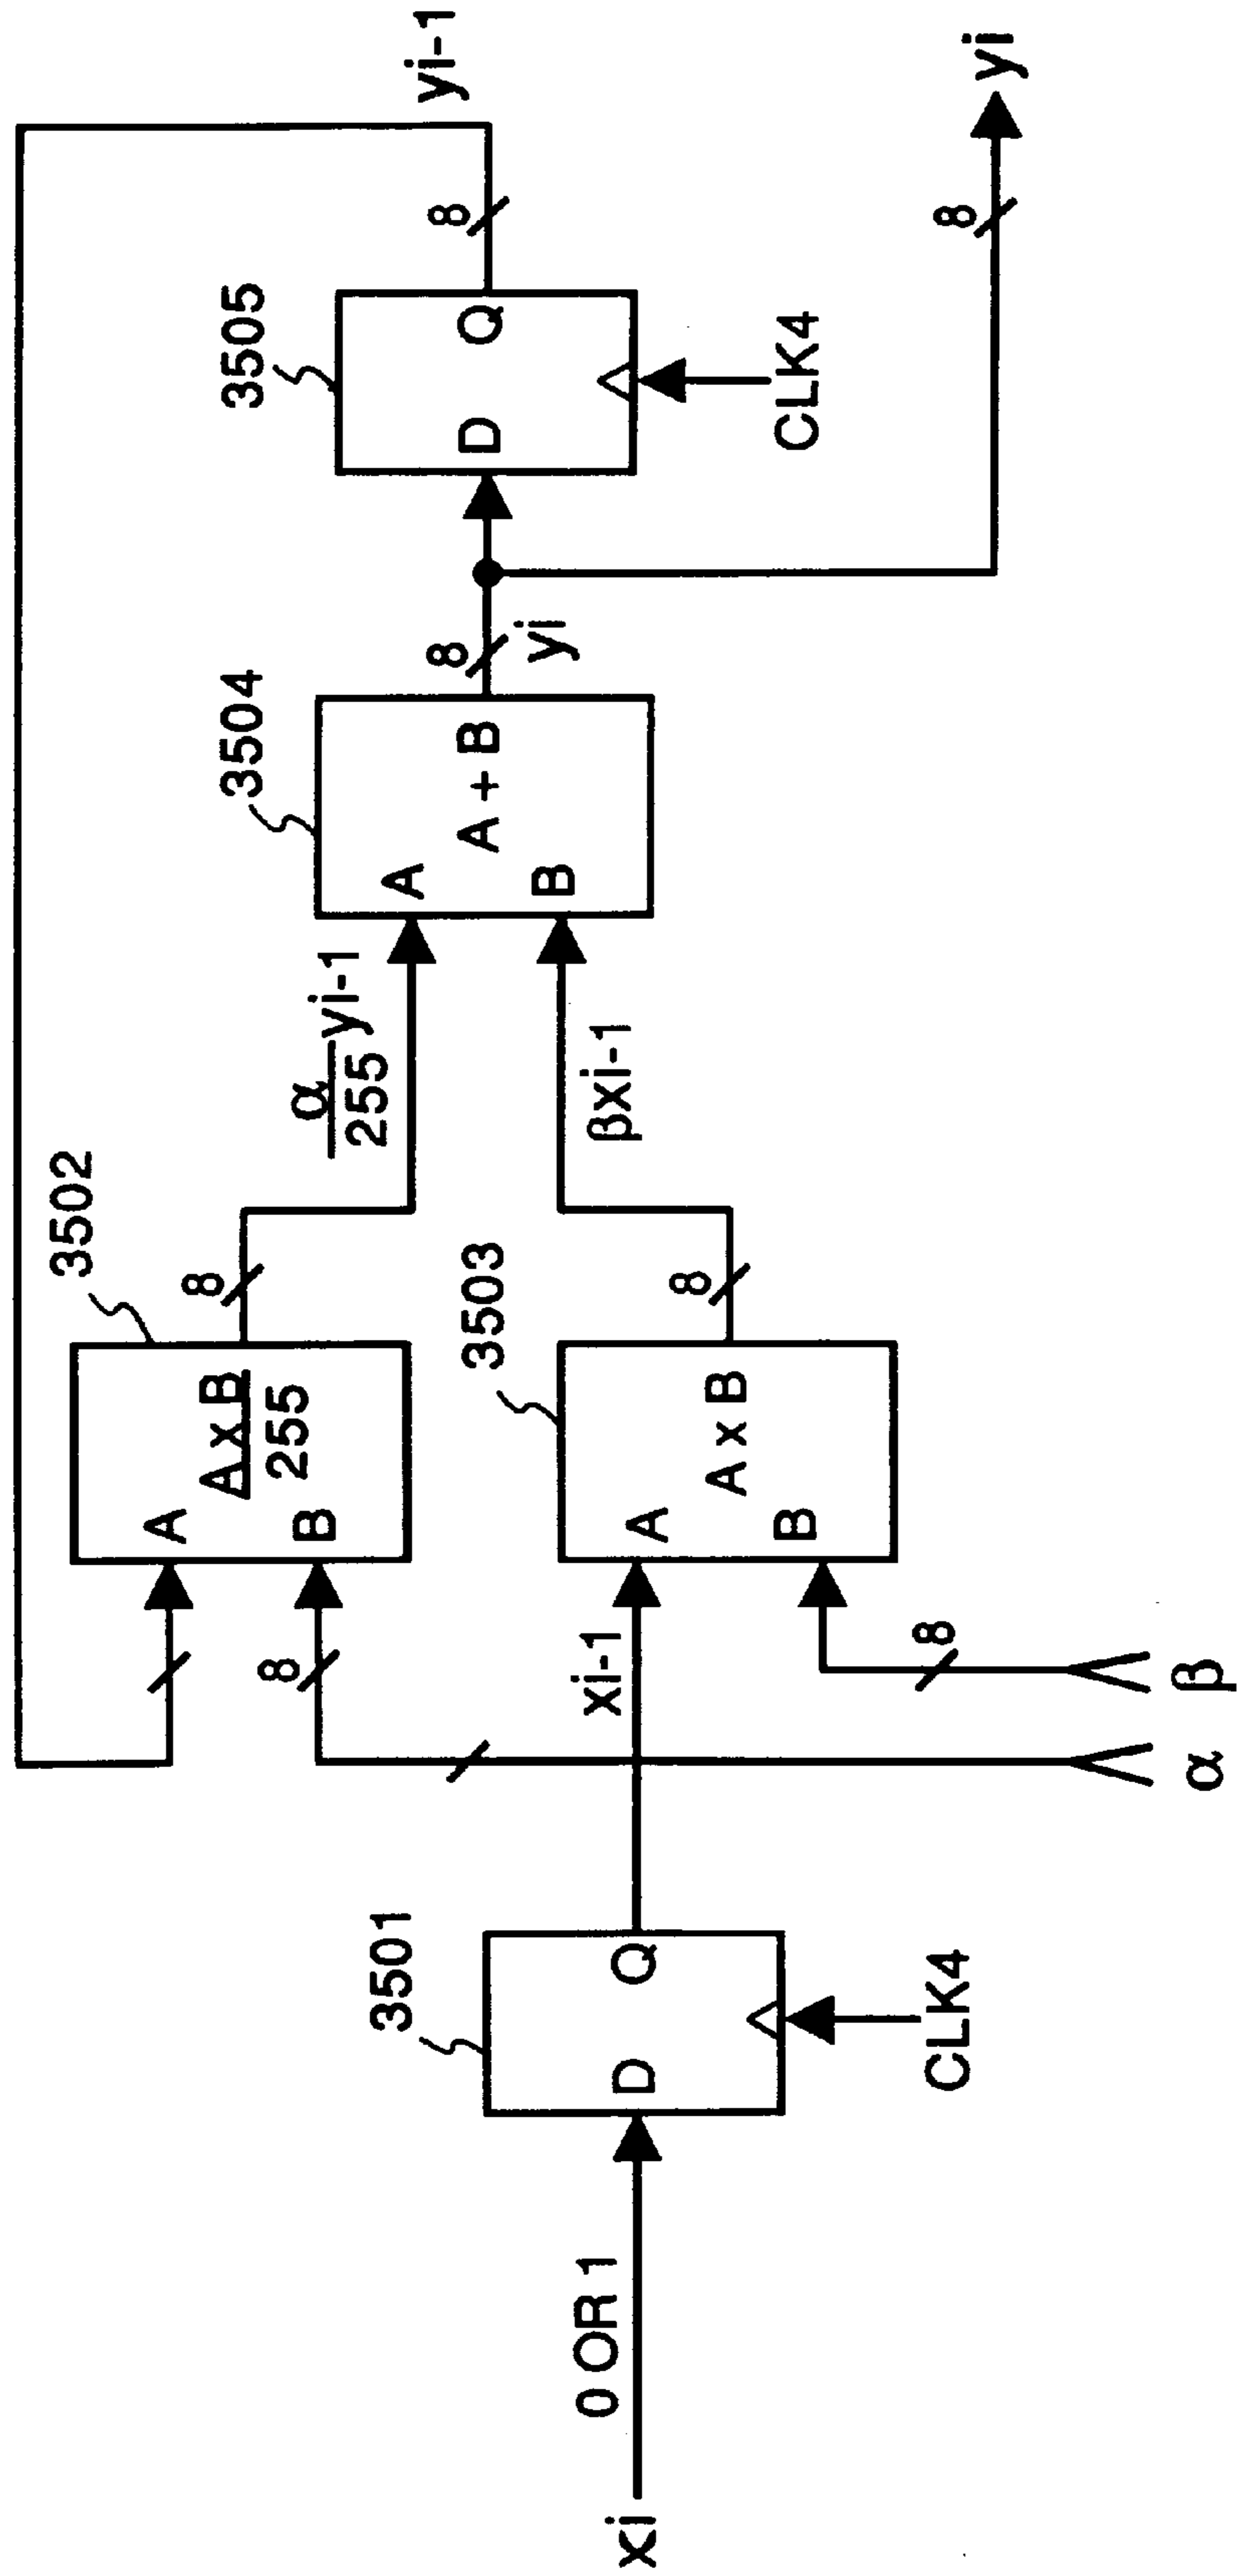 xi
0 OR 1
3501
D
Q
CLK4
xi-1
α
β
8
8
3502
A
B
A x B
255
8
3503
A
B
A x B
8
α
255
yi-1
βxi-1
3504
A
B
A + B
8
yi
3505
D
Q
CLK4
8
yi-1
8
yi